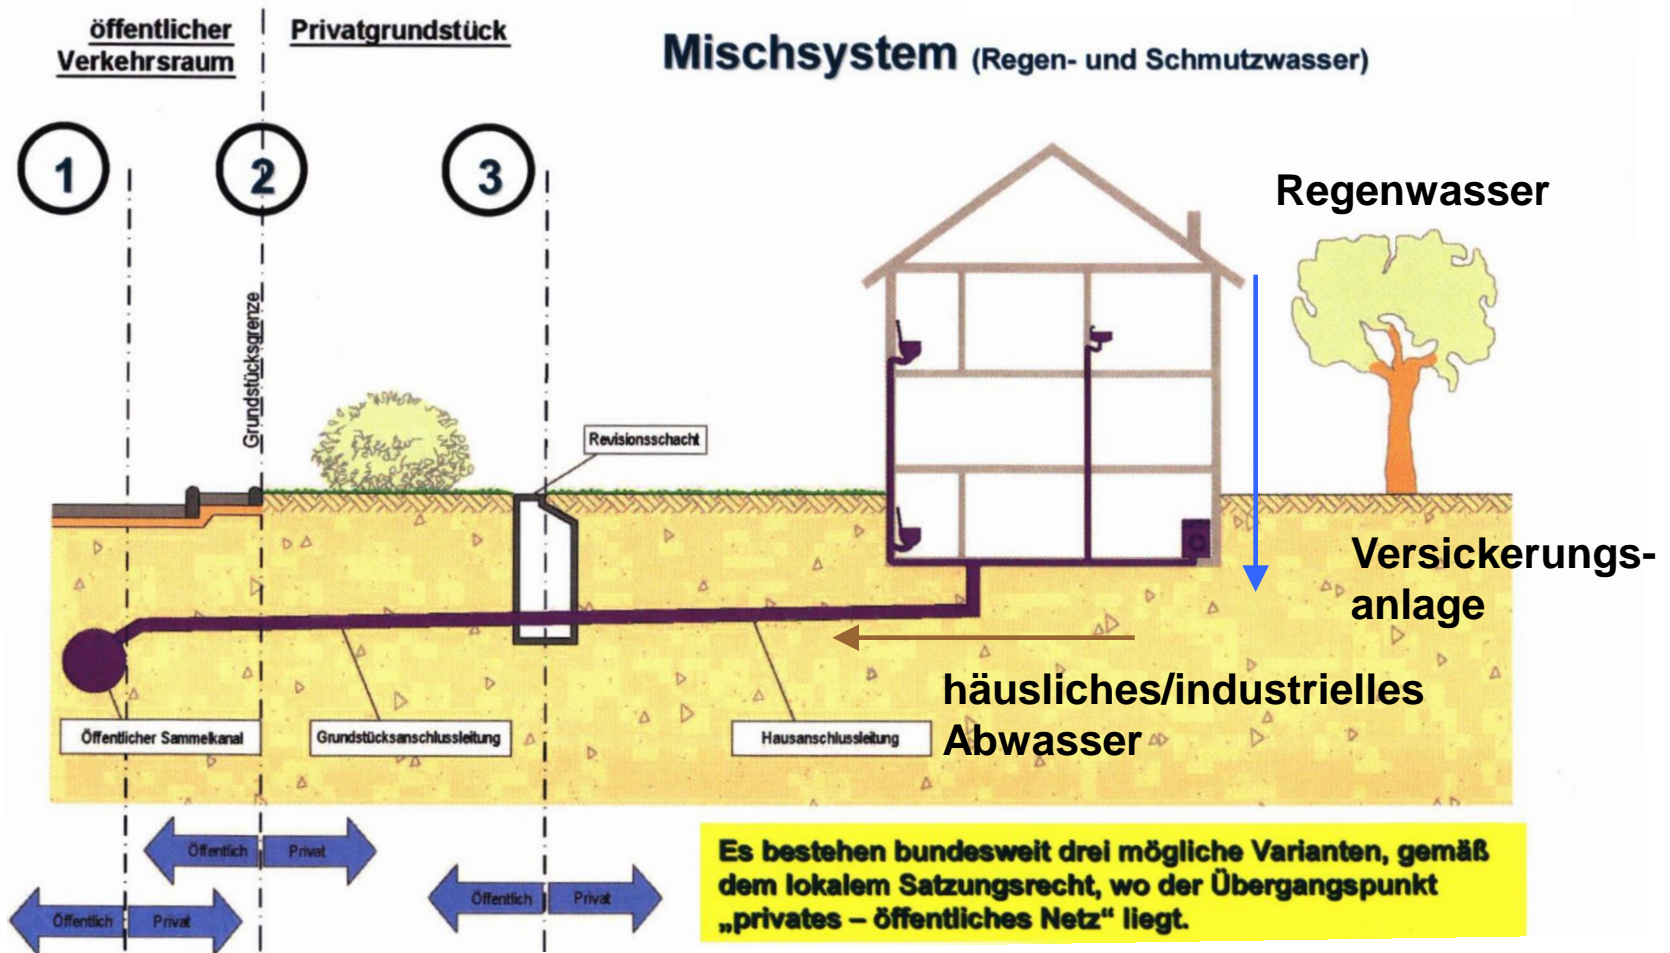 öffentlicher
Verkehrsraum
Privatgrundstück
Mischsystem (Regen- und Schmutzwasser)
1
2
3
Regenwasser
Grundstücksgrenze
Revisionsschacht
Versickerungs-
anlage
häusliches/industrielles
Abwasser
Öffentlicher Sammelkanal
Grundstücksanschlussleitung
Hausanschlussleitung
Öffentlich Privat
Öffentlich Privat
Öffentlich Privat
Es bestehen bundesweit drei mögliche Varianten, gemäß
dem lokalem Satzungsrecht, wo der Übergangspunkt
„privates – öffentliches Netz“ liegt.